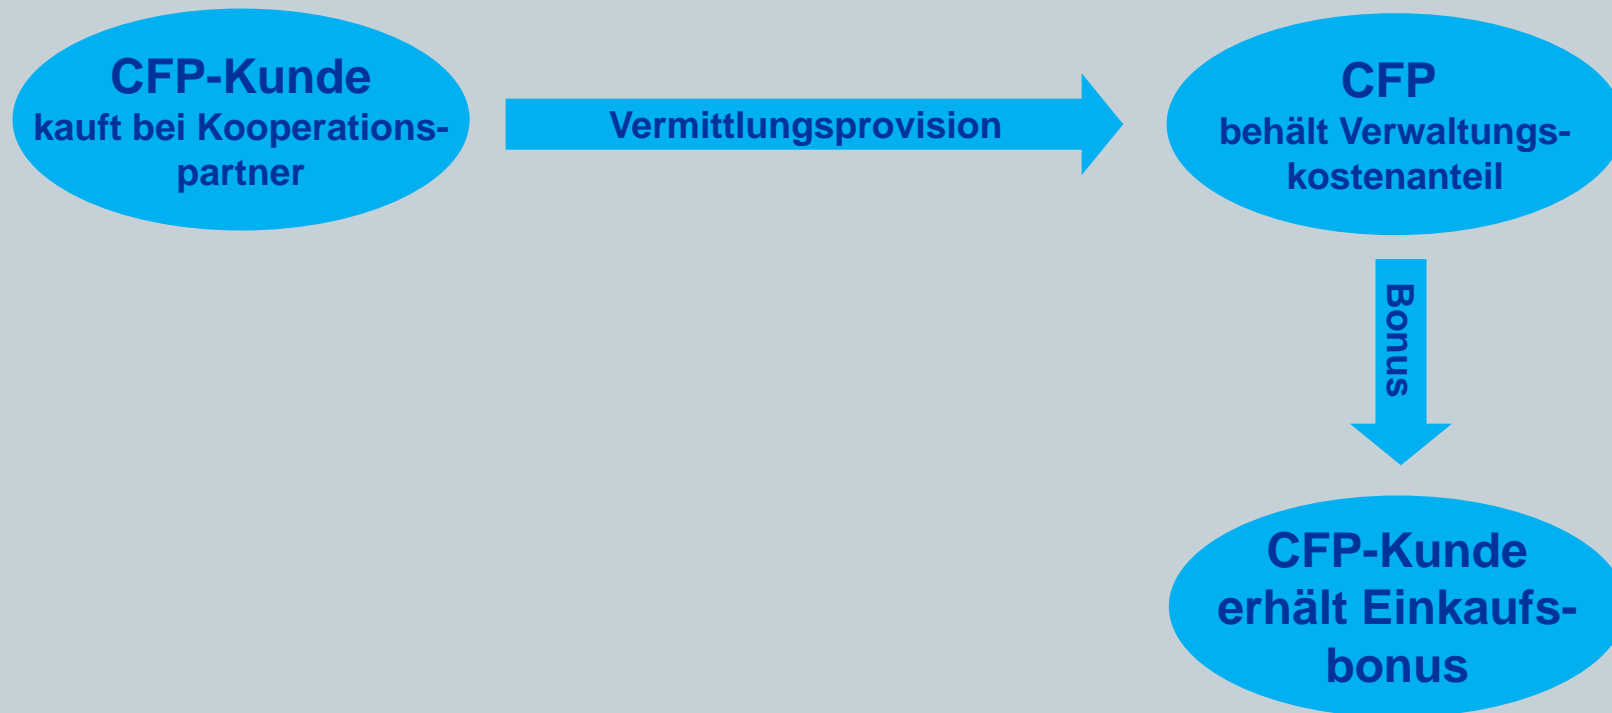 CFP-Kunde
kauft bei Kooperations-
partner
Vermittlungsprovision
CFP
behält Verwaltungs-
kostenanteil
Bonus
CFP-Kunde
erhält Einkaufs-
bonus